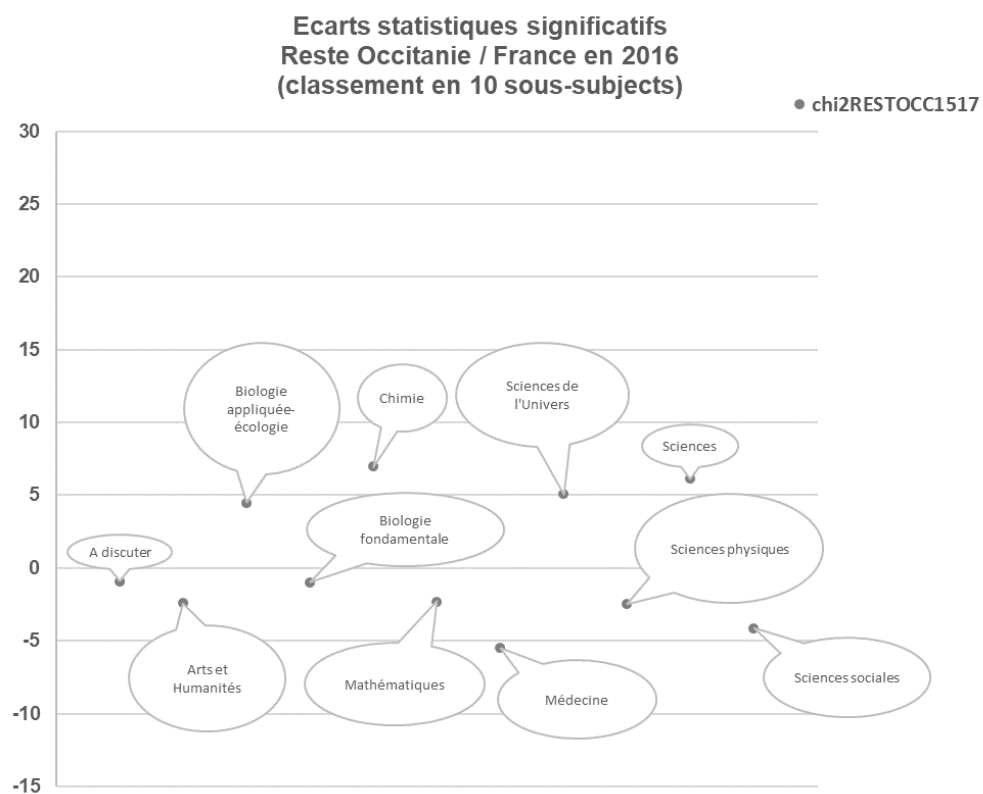 Ecarts statistiques significatifs
Reste Occitanie / France en 2016
(classement en 10 sous-subjects)
chi2RESTOCC1517
30
25
20
15
10
5
0
-5
-10
-15
Biologie
appliquée-
écologie
Chimie
Sciences de
l'Univers
Sciences
Biologie
fondamentale
A discuter
Sciences physiques
Arts et
Humanités
Mathématiques
Médecine
Sciences sociales